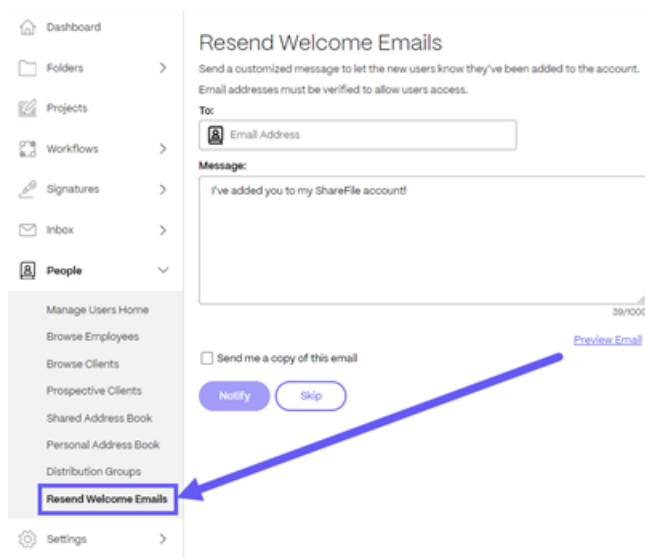 Dashboard
Folders
Projects
Workflows
Signatures
Inbox
People
Manage Users Home
Browse Employees
Browse Clients
Prospective Clients
Shared Address Book
Personal Address Book
Distribution Groups
Resend Welcome Emails
Settings
Resend Welcome Emails
Send a customized message to let the new users know they've been added to the account.
Email addresses must be verified to allow users access.
To:
Email Address
Message:
I've added you to my ShareFile account!
39/1000
Preview Email
Send me a copy of this email
Notify
Skip